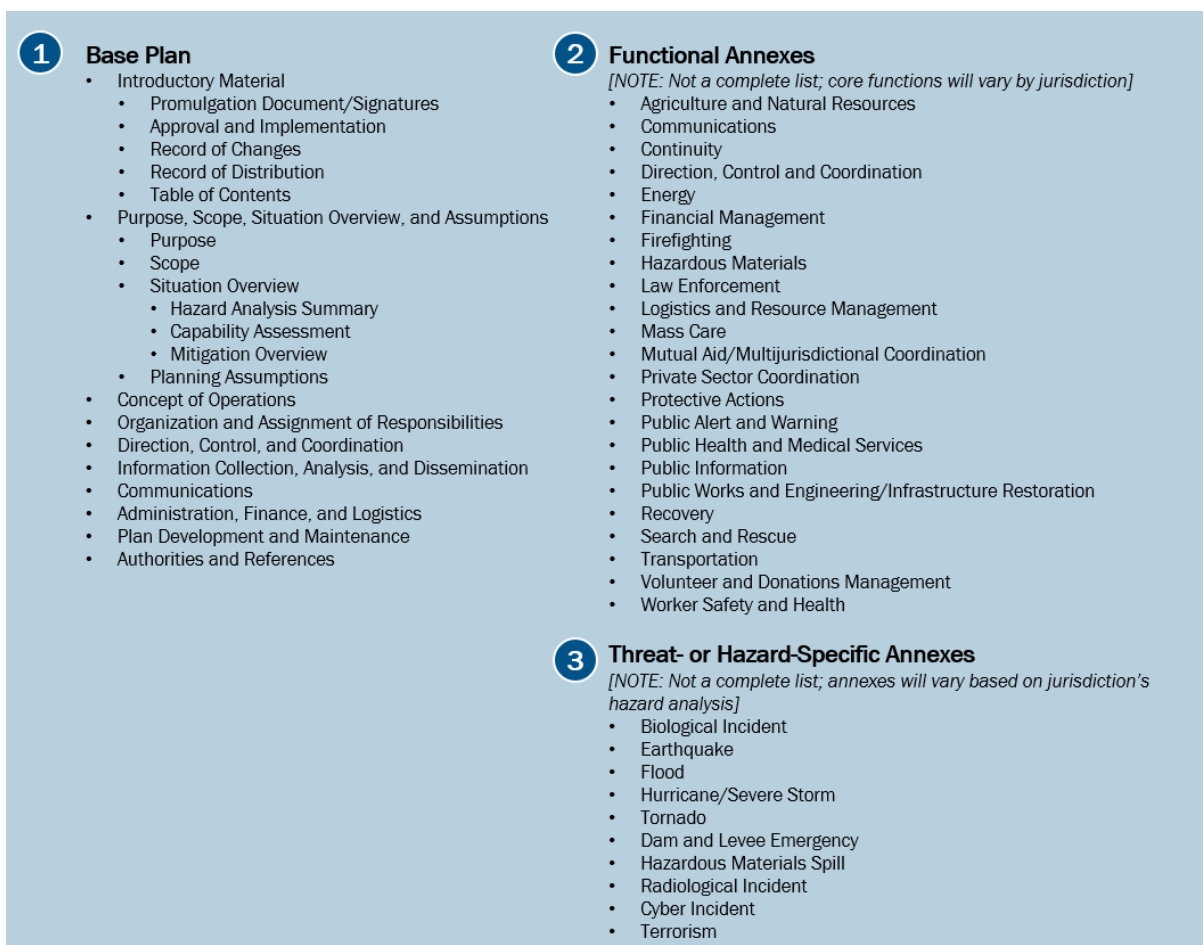 1
Base Plan
• Introductory Material
• Promulgation Document/Signatures
• Approval and Implementation
• Record of Changes
• Record of Distribution
• Table of Contents
• Purpose, Scope, Situation Overview, and Assumptions
• Purpose
• Scope
• Situation Overview
• Hazard Analysis Summary
• Capability Assessment
• Mitigation Overview
• Planning Assumptions
• Concept of Operations
• Organization and Assignment of Responsibilities
• Direction, Control, and Coordination
• Information Collection, Analysis, and Dissemination
• Communications
• Administration, Finance, and Logistics
• Plan Development and Maintenance
• Authorities and References
2
Functional Annexes
[NOTE: Not a complete list; core functions will vary by jurisdiction]
• Agriculture and Natural Resources
• Communications
• Continuity
• Direction, Control and Coordination
• Energy
• Financial Management
• Firefighting
• Hazardous Materials
• Law Enforcement
• Logistics and Resource Management
• Mass Care
• Mutual Aid/Multijurisdictional Coordination
• Private Sector Coordination
• Protective Actions
• Public Alert and Warning
• Public Health and Medical Services
• Public Information
• Public Works and Engineering/Infrastructure Restoration
• Recovery
• Search and Rescue
• Transportation
• Volunteer and Donations Management
• Worker Safety and Health
3
Threat- or Hazard-Specific Annexes
[NOTE: Not a complete list; annexes will vary based on jurisdiction's
hazard analysis]
• Biological Incident
• Earthquake
• Flood
• Hurricane/Severe Storm
• Tornado
• Dam and Levee Emergency
• Hazardous Materials Spill
• Radiological Incident
• Cyber Incident
• Terrorism